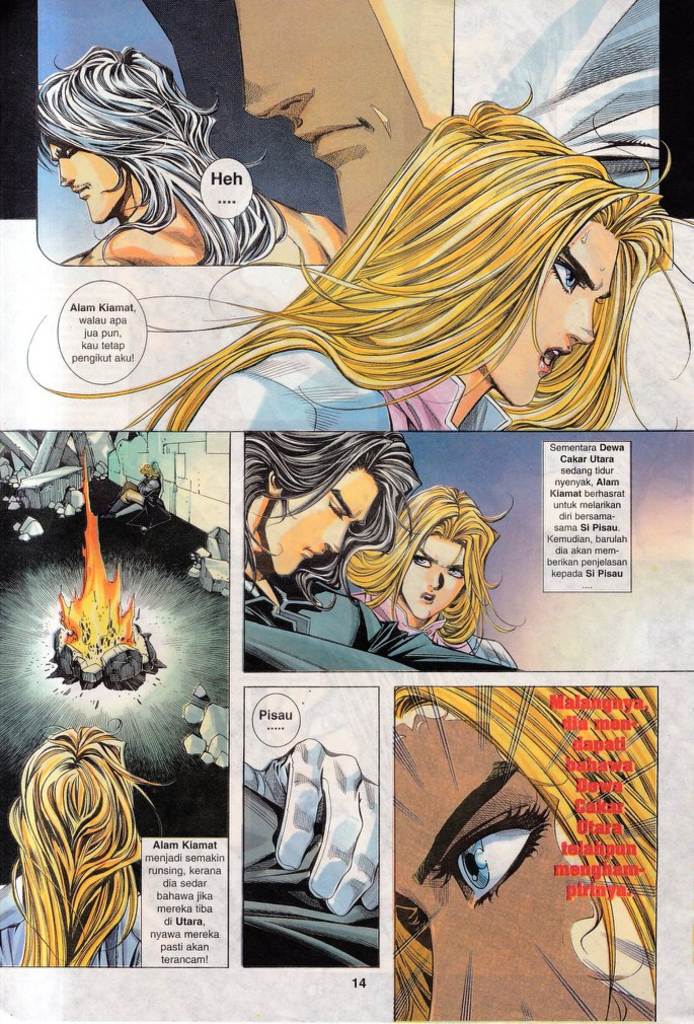 Heh
....
Alam Kiamat,
walau apa
jua pun,
kau tetap
pengikut aku!
Sementara Dewa
Cakar Utara
sedang tidur
nyenyak, Alam
Kiamat berhasrat
untuk melarikan
diri bersama-
sama Si Pisau.
Kemudian, barulah
dia akan mem-
berikan penjelasan
kepada Si Pisau
....
Alam Kiamat
menjadi semakin
runsing, kerana
dia sedar
bahawa jika
mereka tiba
di Utara,
nyawa mereka
pasti akan
terancam!
Pisau
.....
Malangnya,
dia men-
dapati
bahawa
Dewa
Cakar
Utara
telahpun
mengham-
pirinya.
14